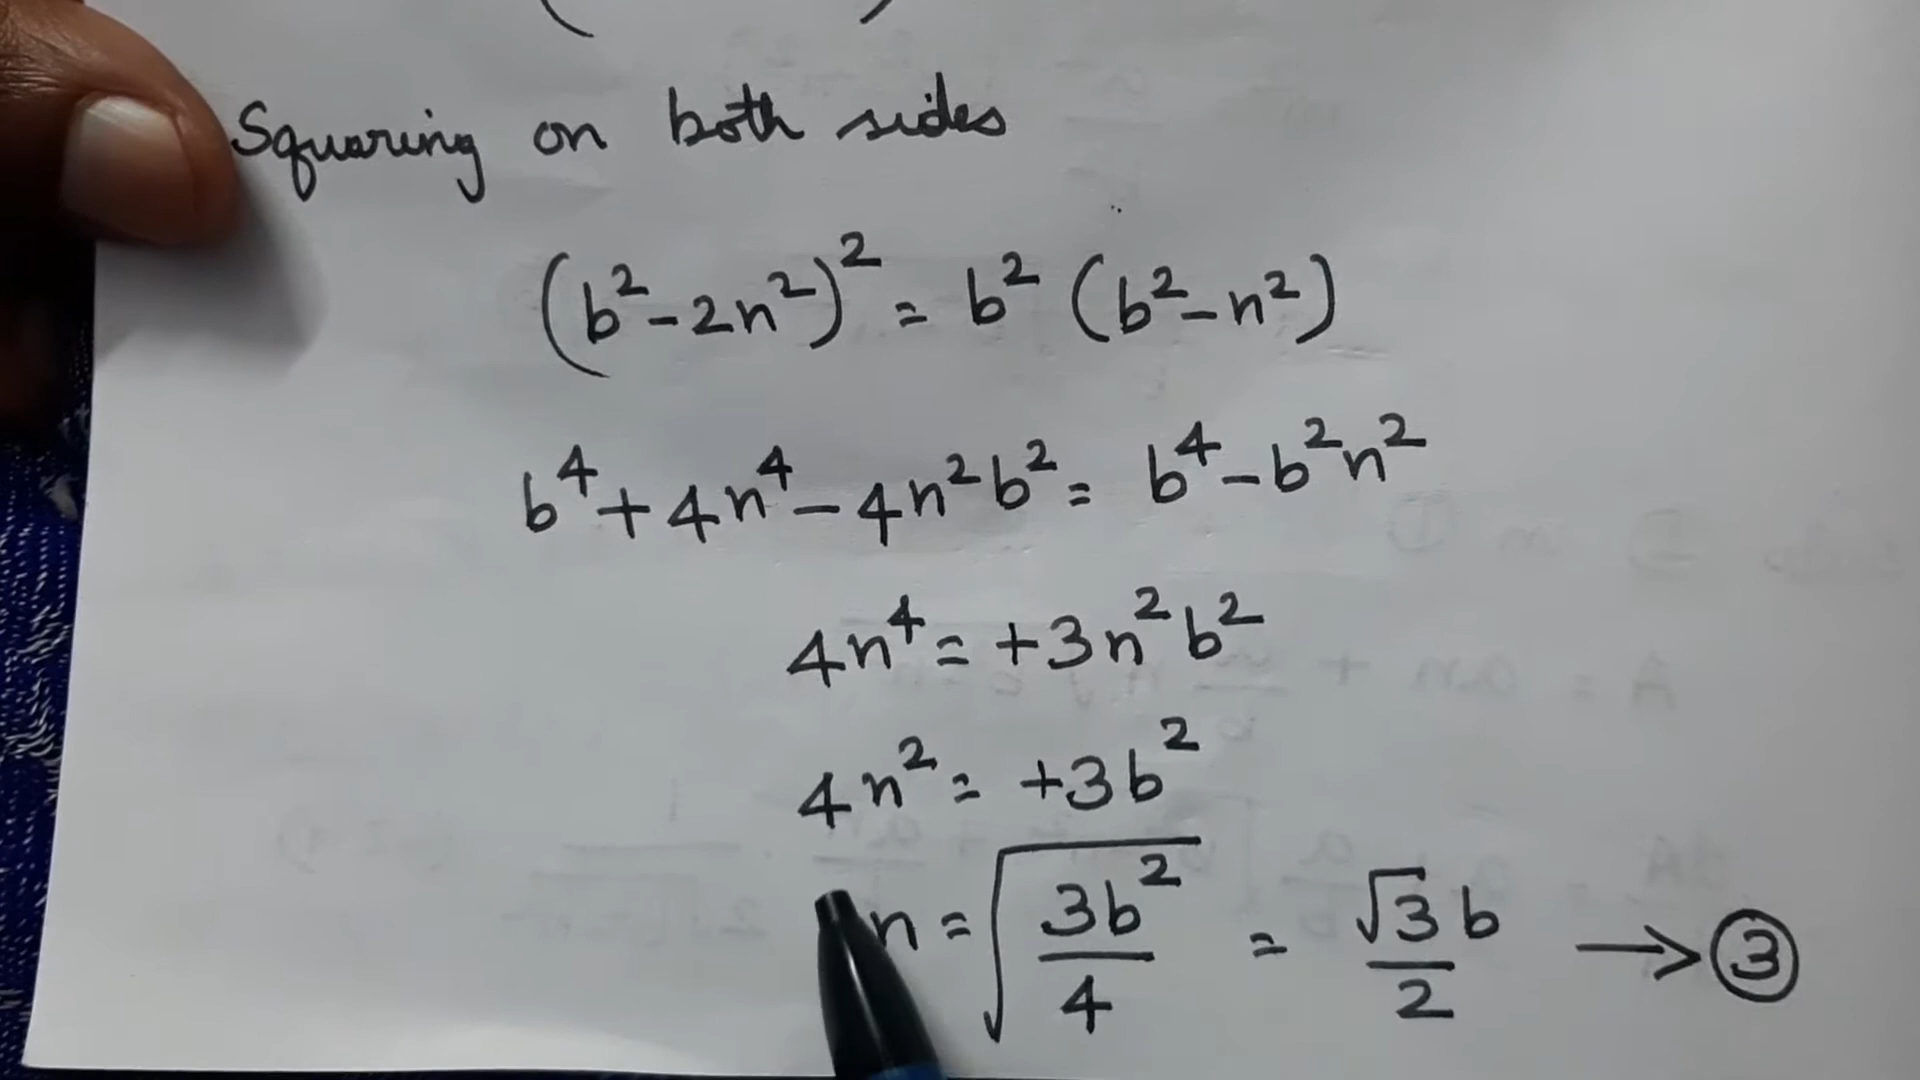 Squaring on both sides
(b²-2n²)² = b² (b²-n²)
b⁴+4n⁴-4n²b² = b⁴-b²n²
4n⁴ = +3n²b²
4n² = +3b²
n = √(3b²/4) = √3b/2 → ③